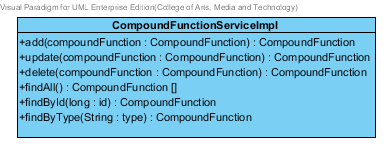 Visual Paradigm for UML Enterprise Edition(College of Arts, Media and Technology)
CompoundFunctionServiceImpl
+add(compoundFunction : CompoundFunction) : CompoundFunction
+update(compoundFunction : CompoundFunction) : CompoundFunction
+delete(compoundFunction : CompoundFunction) : CompoundFunction
+findAll() : CompoundFunction []
+findById(long : id) : CompoundFunction
+findByType(String : type) : CompoundFunction